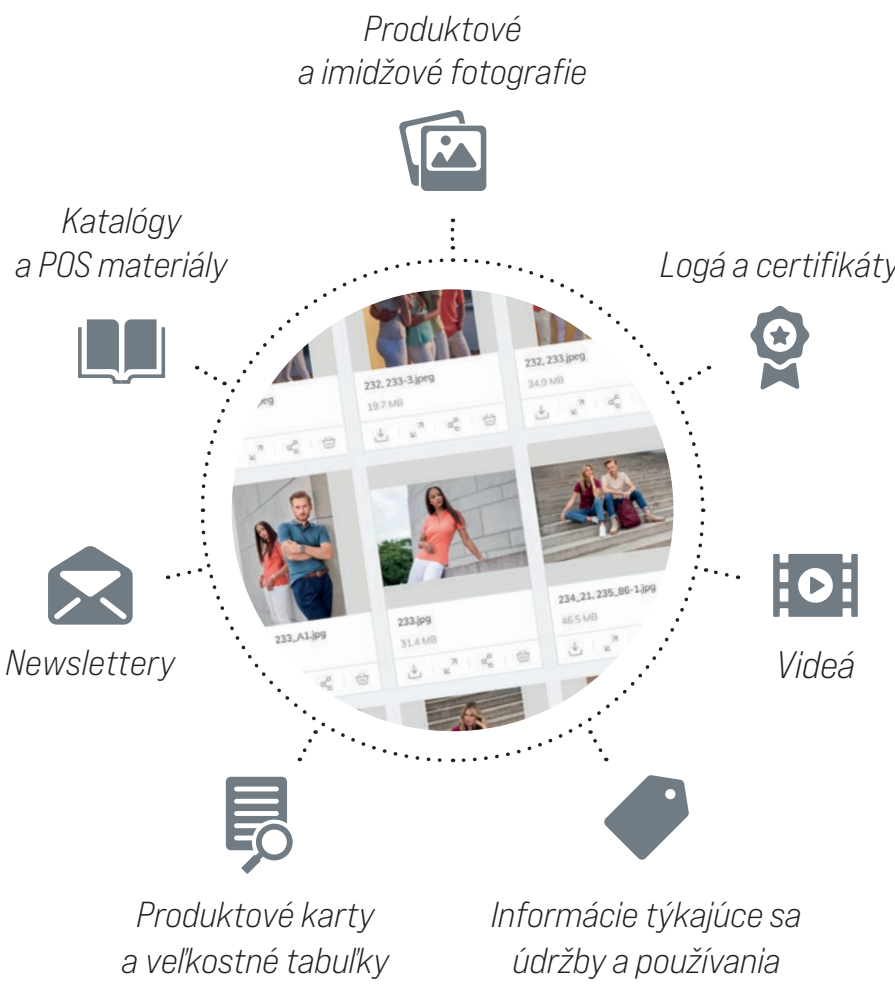 Produktové
a imidžové fotografie
Katalógy
a POS materiály
Logá a certifikáty
232, 233-3.jpeg
19.7 MB
232, 233.jpeg
34.9 MB
233_A1.jpg
233.jpg
31.4 MB
234_21, 235_86-1.jpg
46.5 MB
Newslettery
Videá
Produktové karty
a veľkostné tabuľky
Informácie týkajúce sa
údržby a používania